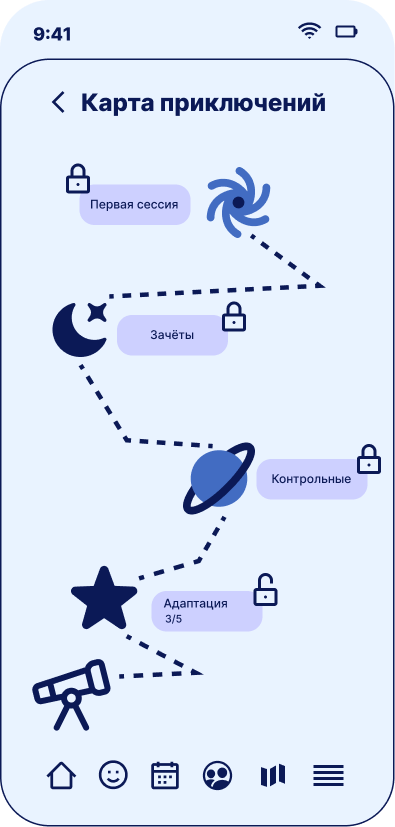 9:41
Карта приключений
Первая сессия
Зачёты
Контрольные
Адаптация
3/5